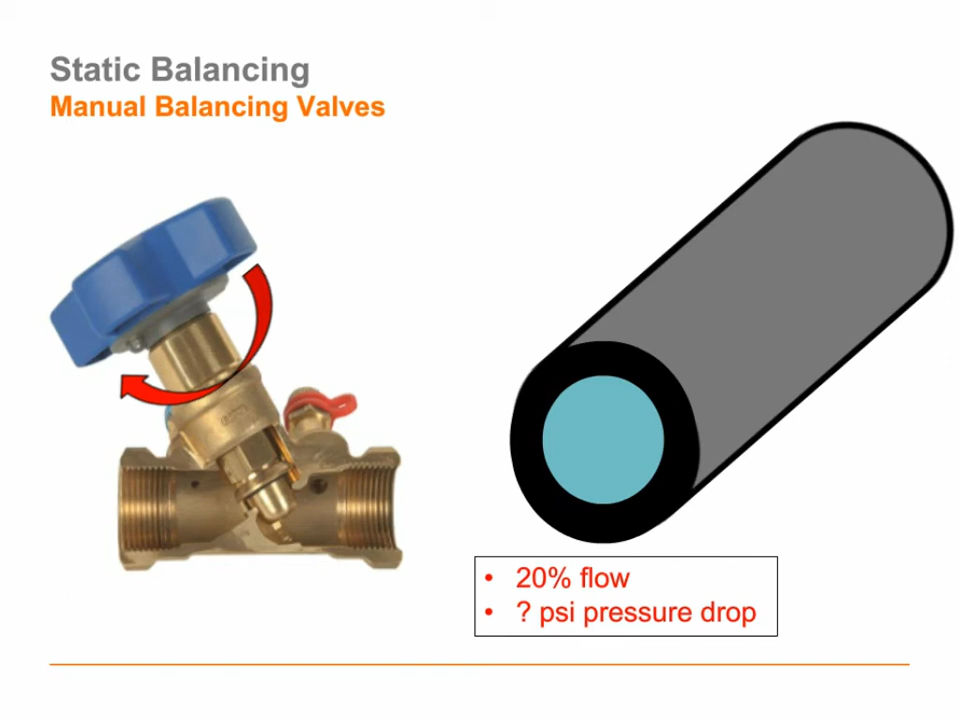 Static Balancing
Manual Balancing Valves
• 20% flow
• ? psi pressure drop